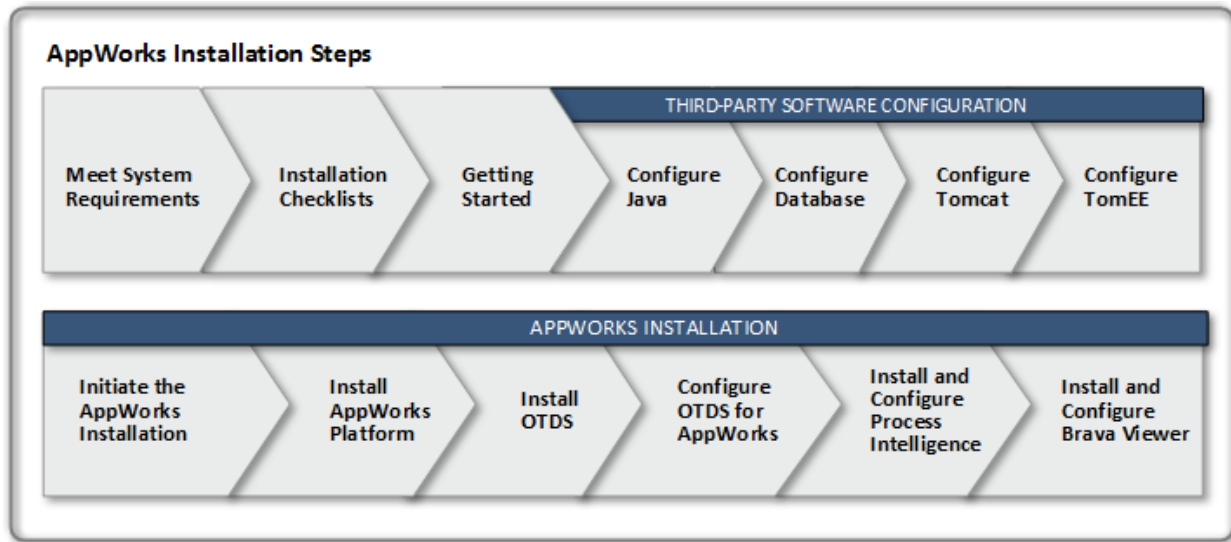 AppWorks Installation Steps
THIRD-PARTY SOFTWARE CONFIGURATION
Meet System
Requirements
Installation
Checklists
Getting
Started
Configure
Java
Configure
Database
Configure
Tomcat
Configure
TomEE
APPWORKS INSTALLATION
Initiate the
AppWorks
Installation
Install
AppWorks
Platform
Install
OTDS
Configure
OTDS for
AppWorks
Install and
Configure
Process
Intelligence
Install and
Configure
Brava Viewer